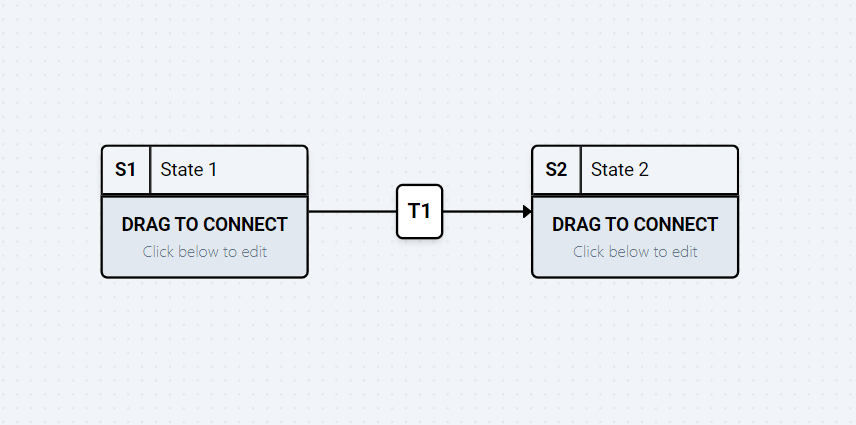 S1 State 1
DRAG TO CONNECT
Click below to edit
T1
S2 State 2
DRAG TO CONNECT
Click below to edit